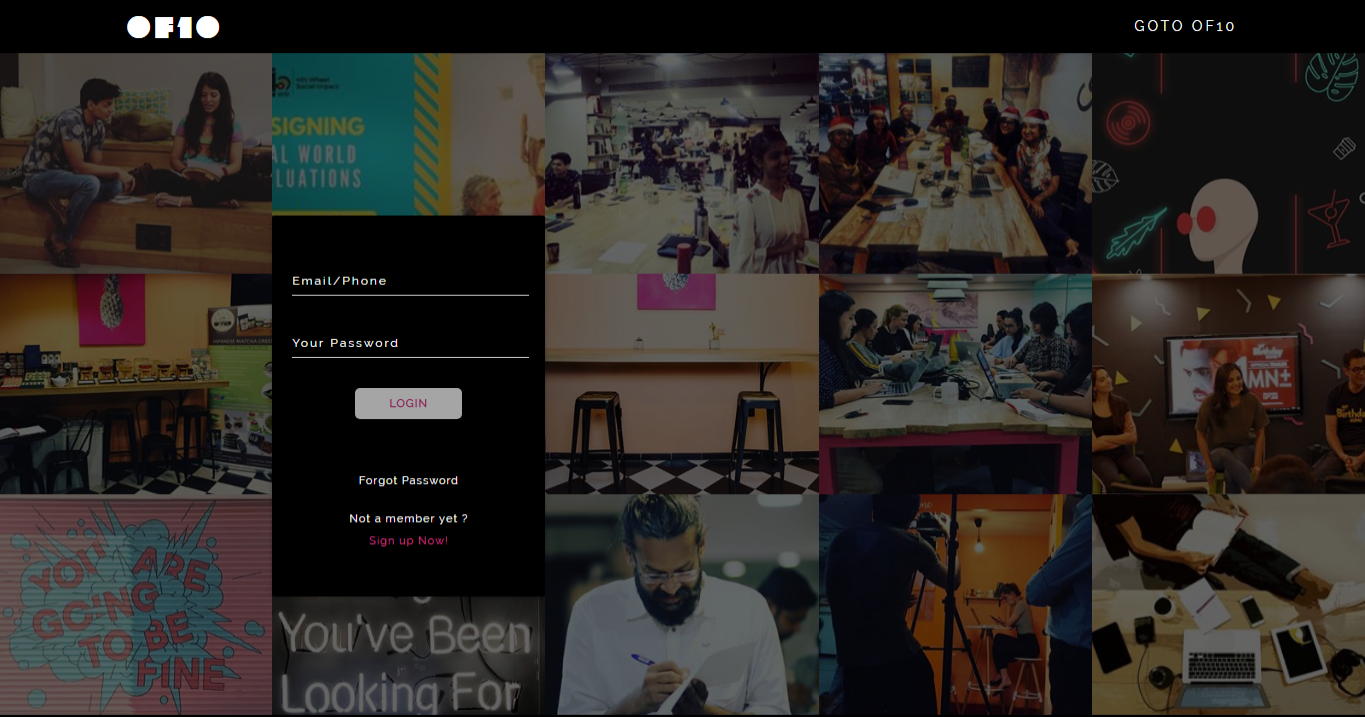 OF10
GOTO OF10
SIGNING
AL WORLD
LUATIONS
Email/Phone
Your Password
LOGIN
Forgot Password
Not a member yet ?
Sign up Now!
MN+
YOU ARE
GOING
TO BE
FINE
You've Been
Looking For